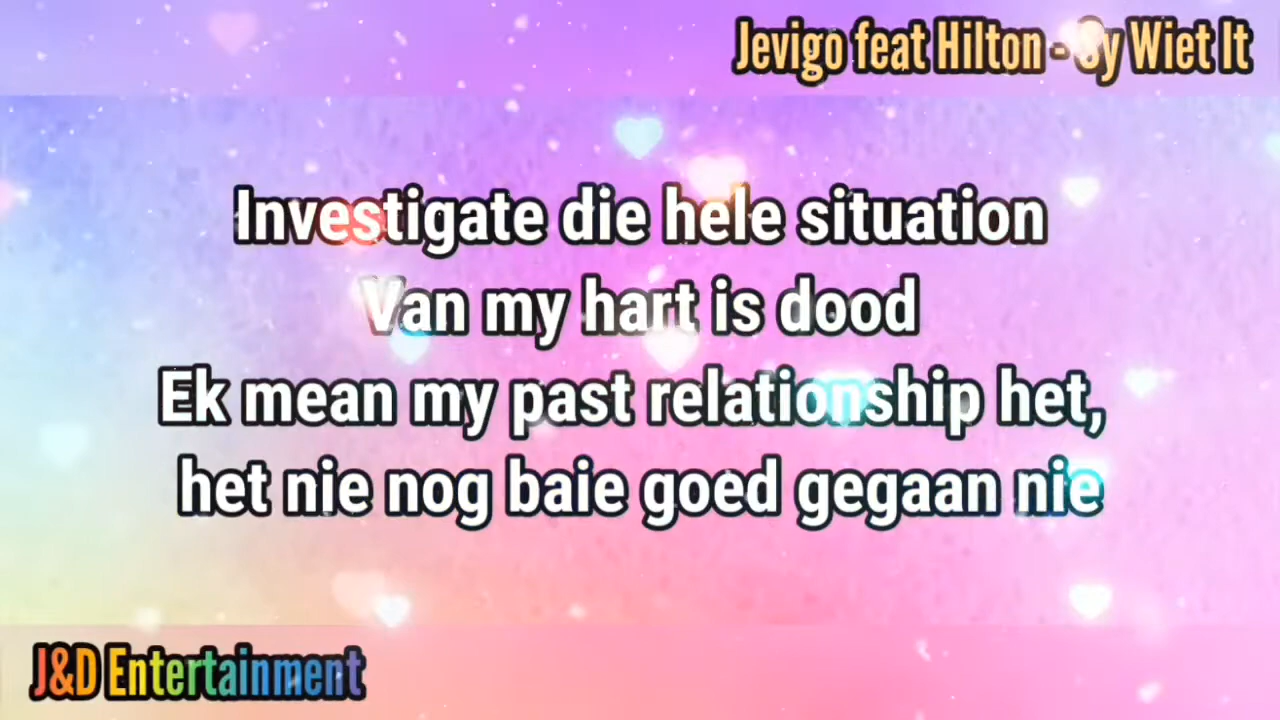 Jevigo feat Hilton - Sy Wiet It
Investigate die hele situation
Van my hart is dood
Ek mean my past relationship het,
het nie nog baie goed gegaan nie
J&D Entertainment